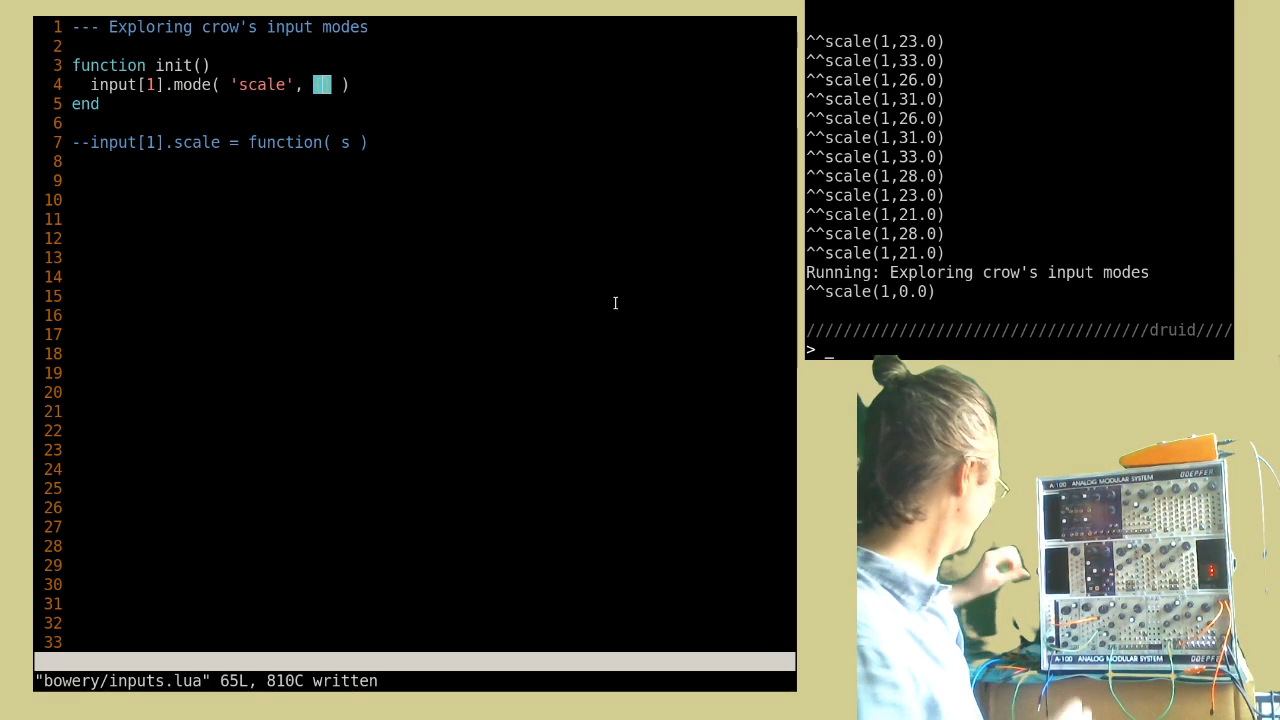 1 --- Exploring crow's input modes
2
3 function init()
4   input[1].mode( 'scale', {} )
5 end
6
7 --input[1].scale = function( s )
8
9
10
11
12
13
14
15
16
17
18
19
20
21
22
23
24
25
26
27
28
29
30
31
32
33
"bowery/inputs.lua" 65L, 810C written
^^scale(1,23.0)
^^scale(1,33.0)
^^scale(1,26.0)
^^scale(1,31.0)
^^scale(1,26.0)
^^scale(1,31.0)
^^scale(1,33.0)
^^scale(1,28.0)
^^scale(1,23.0)
^^scale(1,21.0)
^^scale(1,28.0)
^^scale(1,21.0)
Running: Exploring crow's input modes
^^scale(1,0.0)
/////////////////////////////////////druid////
> _
A-100 ANALOG MODULAR SYSTEM DOEPFER
A-100 ANALOG MODULAR SYSTEM DOEPFER